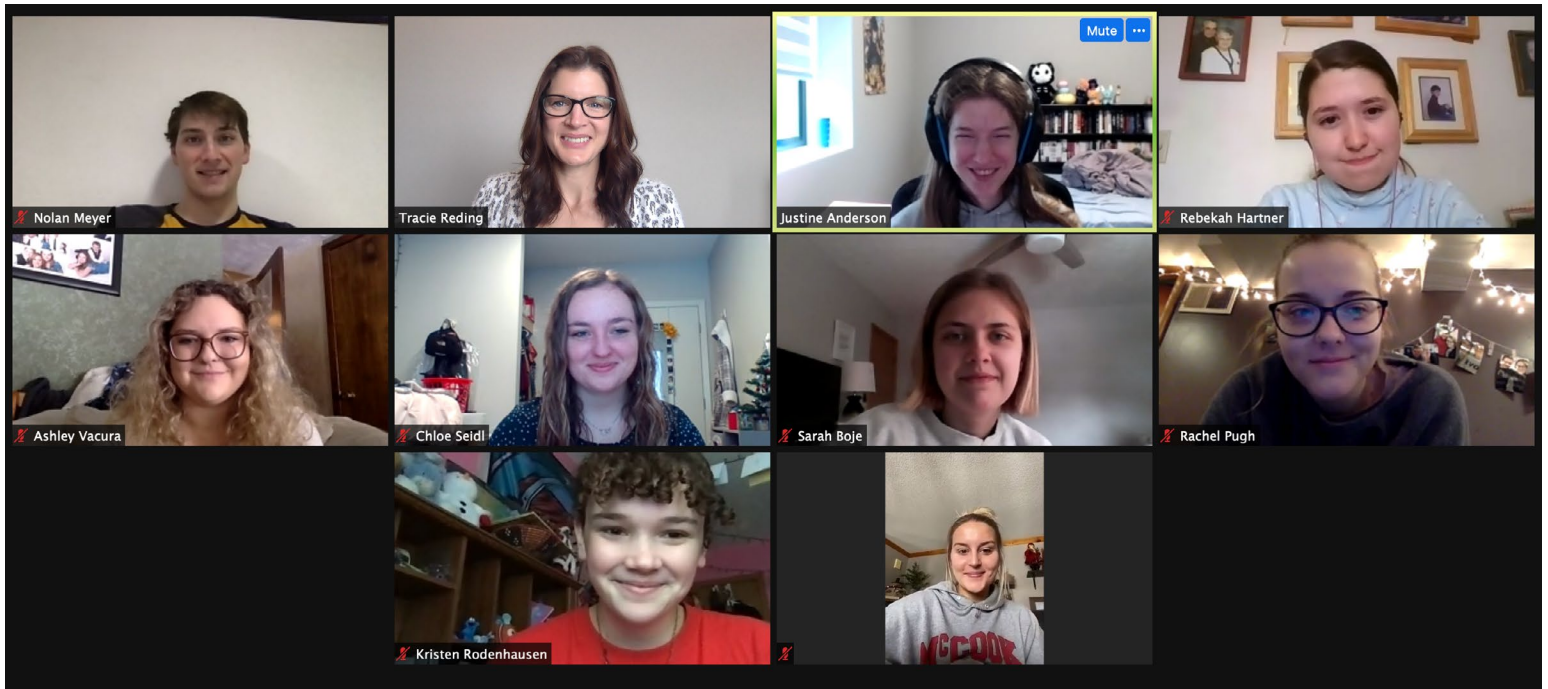 Mute
Nolan Meyer
Tracie Reding
Justine Anderson
Rebekah Hartner
Ashley Vacura
Chloe Seidl
Sarah Boje
Rachel Pugh
Kristen Rodenhausen
MCCOOK